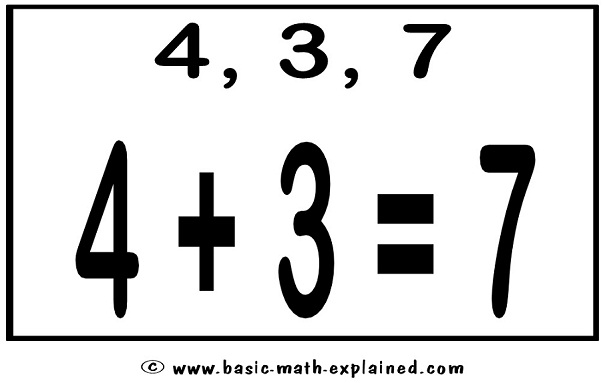 4, 3, 7
4 + 3 = 7
© www.basic-math-explained.com